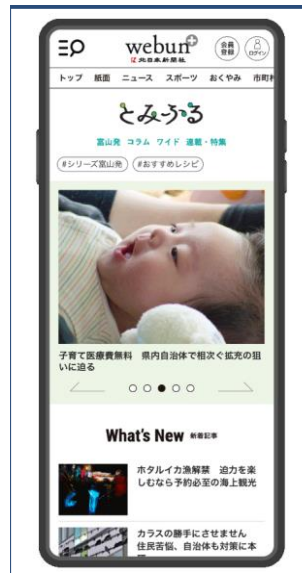 webun+
北日本新聞社
会員
登録
ログイン
トップ 紙面 ニュース スポーツ おくやみ 市町村
とみぶる
富山発 コラム ワイド 連載・特集
#シリーズ富山発 #おすすめレシピ
子育て医療費無料 県内自治体で相次ぐ拡充の狙
いに迫る
What's New 新着記事
ホタルイカ漁解禁 迫力を楽
しむなら予約必至の海上観光
カラスの勝手にさせません
住民苦悩、自治体も対策に本